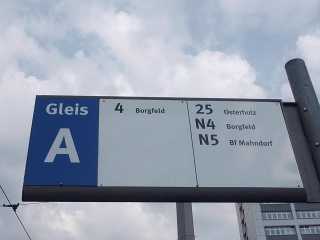 Gleis
A
4 Borgfeld
25 Osterholz
N4 Borgfeld
N5 Bf Mahndorf